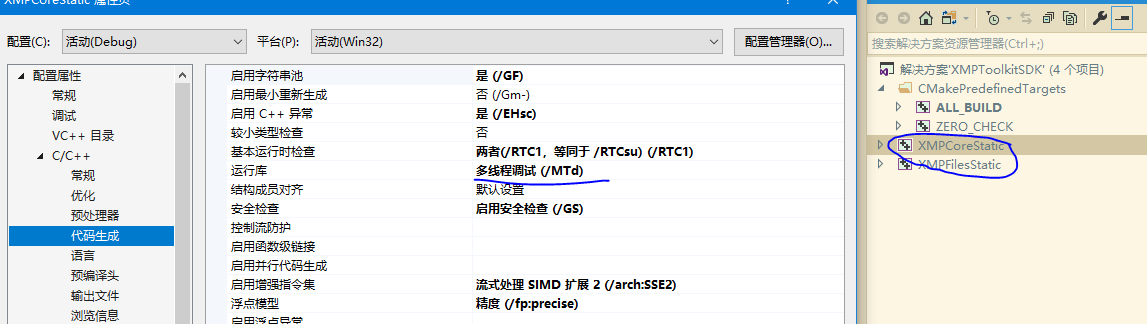 XMPCoreStatic 属性页
配置(C):
活动(Debug)
平台(P):
活动(Win32)
配置管理器(O)...
配置属性
常规
调试
VC++ 目录
C/C++
常规
优化
预处理器
代码生成
语言
预编译头
输出文件
浏览信息
启用字符串池
是 (/GF)
启用最小重新生成
否 (/Gm-)
启用 C++ 异常
是 (/EHsc)
较小类型检查
否
基本运行时检查
两者(/RTC1，等同于 /RTCsu) (/RTC1)
运行库
多线程调试 (/MTd)
结构成员对齐
默认设置
安全检查
启用安全检查 (/GS)
控制流防护
启用函数级链接
启用并行代码生成
启用增强指令集
流式处理 SIMD 扩展 2 (/arch:SSE2)
浮点模型
精度 (/fp:precise)
启用浮点异常
搜索解决方案资源管理器(Ctrl+;)
解决方案'XMPToolkitSDK' (4 个项目)
CMakePredefinedTargets
ALL_BUILD
ZERO_CHECK
XMPCoreStatic
XMPFilesStatic